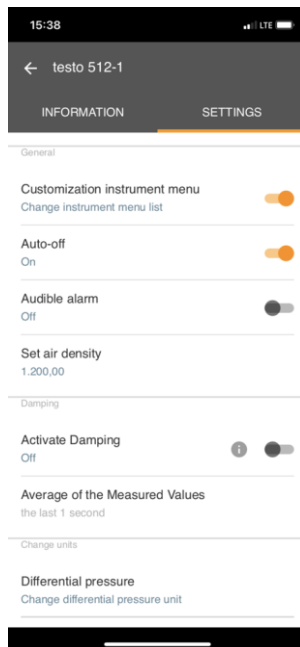 15:38
LTE
testo 512-1
INFORMATION
SETTINGS
General
Customization instrument menu
Change instrument menu list
Auto-off
On
Audible alarm
Off
Set air density
1.200,00
Damping
Activate Damping
Off
i
Average of the Measured Values
the last 1 second
Change units
Differential pressure
Change differential pressure unit